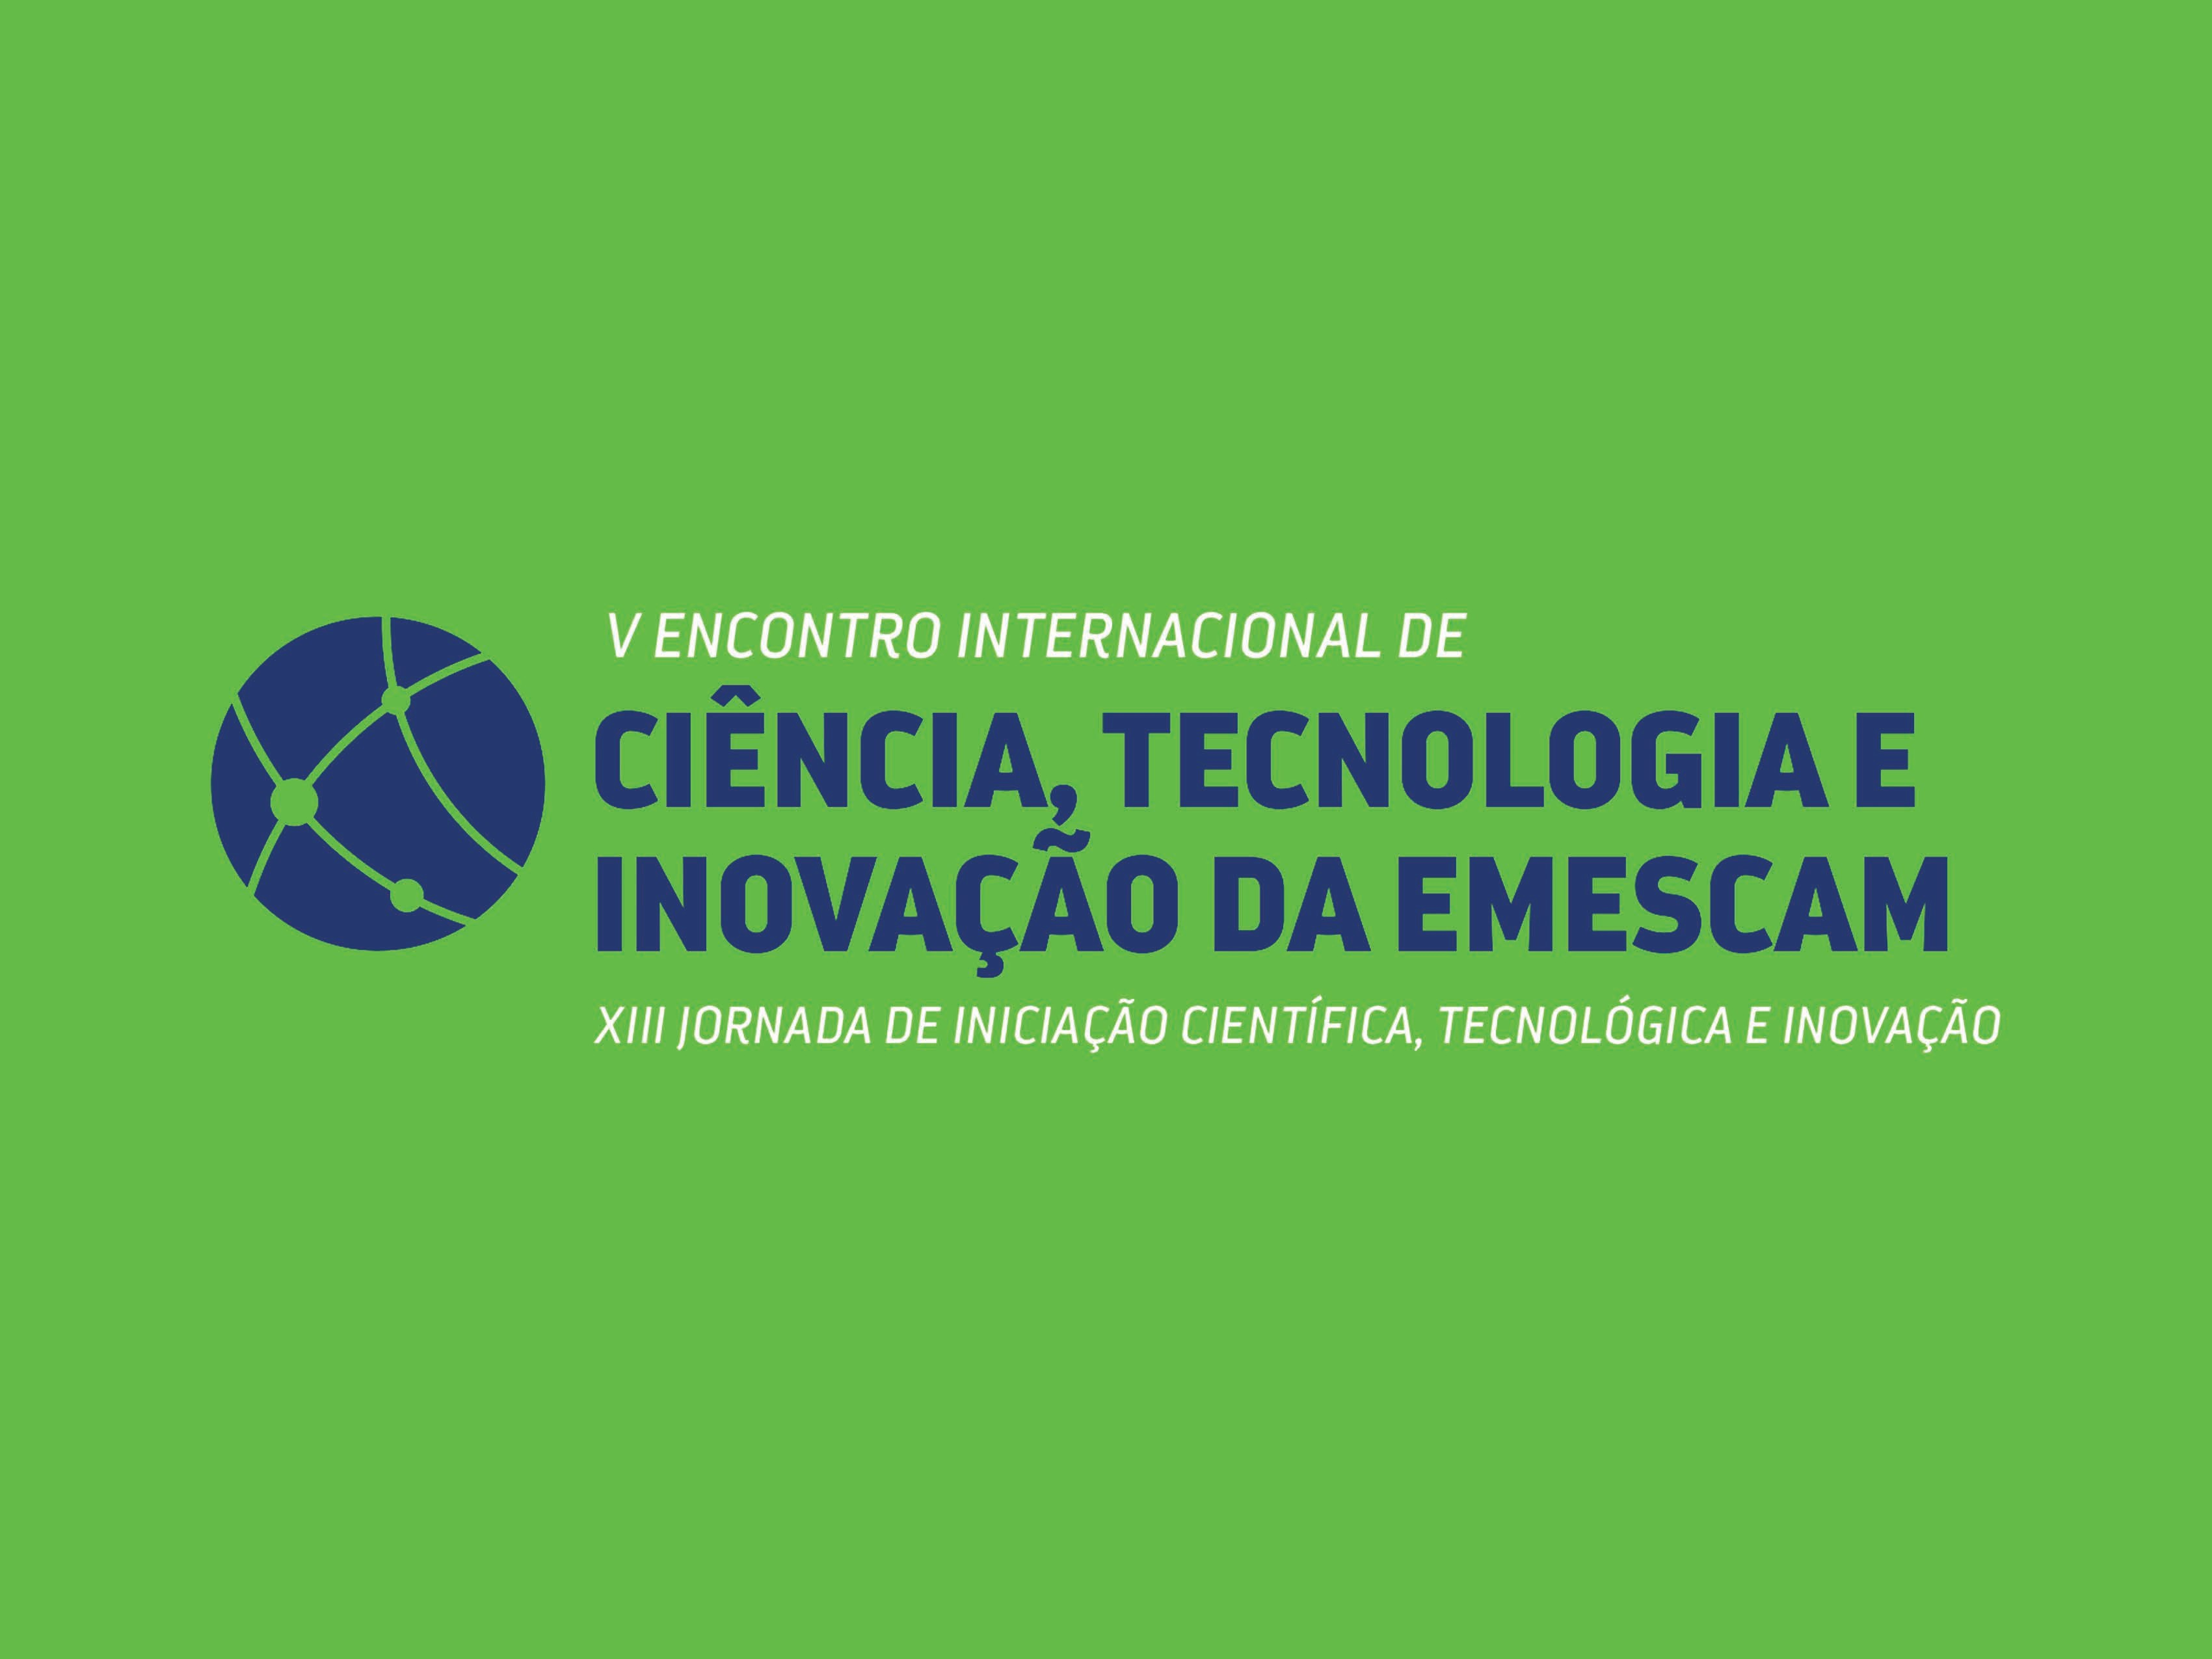 V ENCONTRO INTERNACIONAL DE
CIÊNCIA, TECNOLOGIA E
INOVAÇÃO DA EMESCAM
XIII JORNADA DE INICIAÇÃO CIENTÍFICA, TECNOLÓGICA E INOVAÇÃO